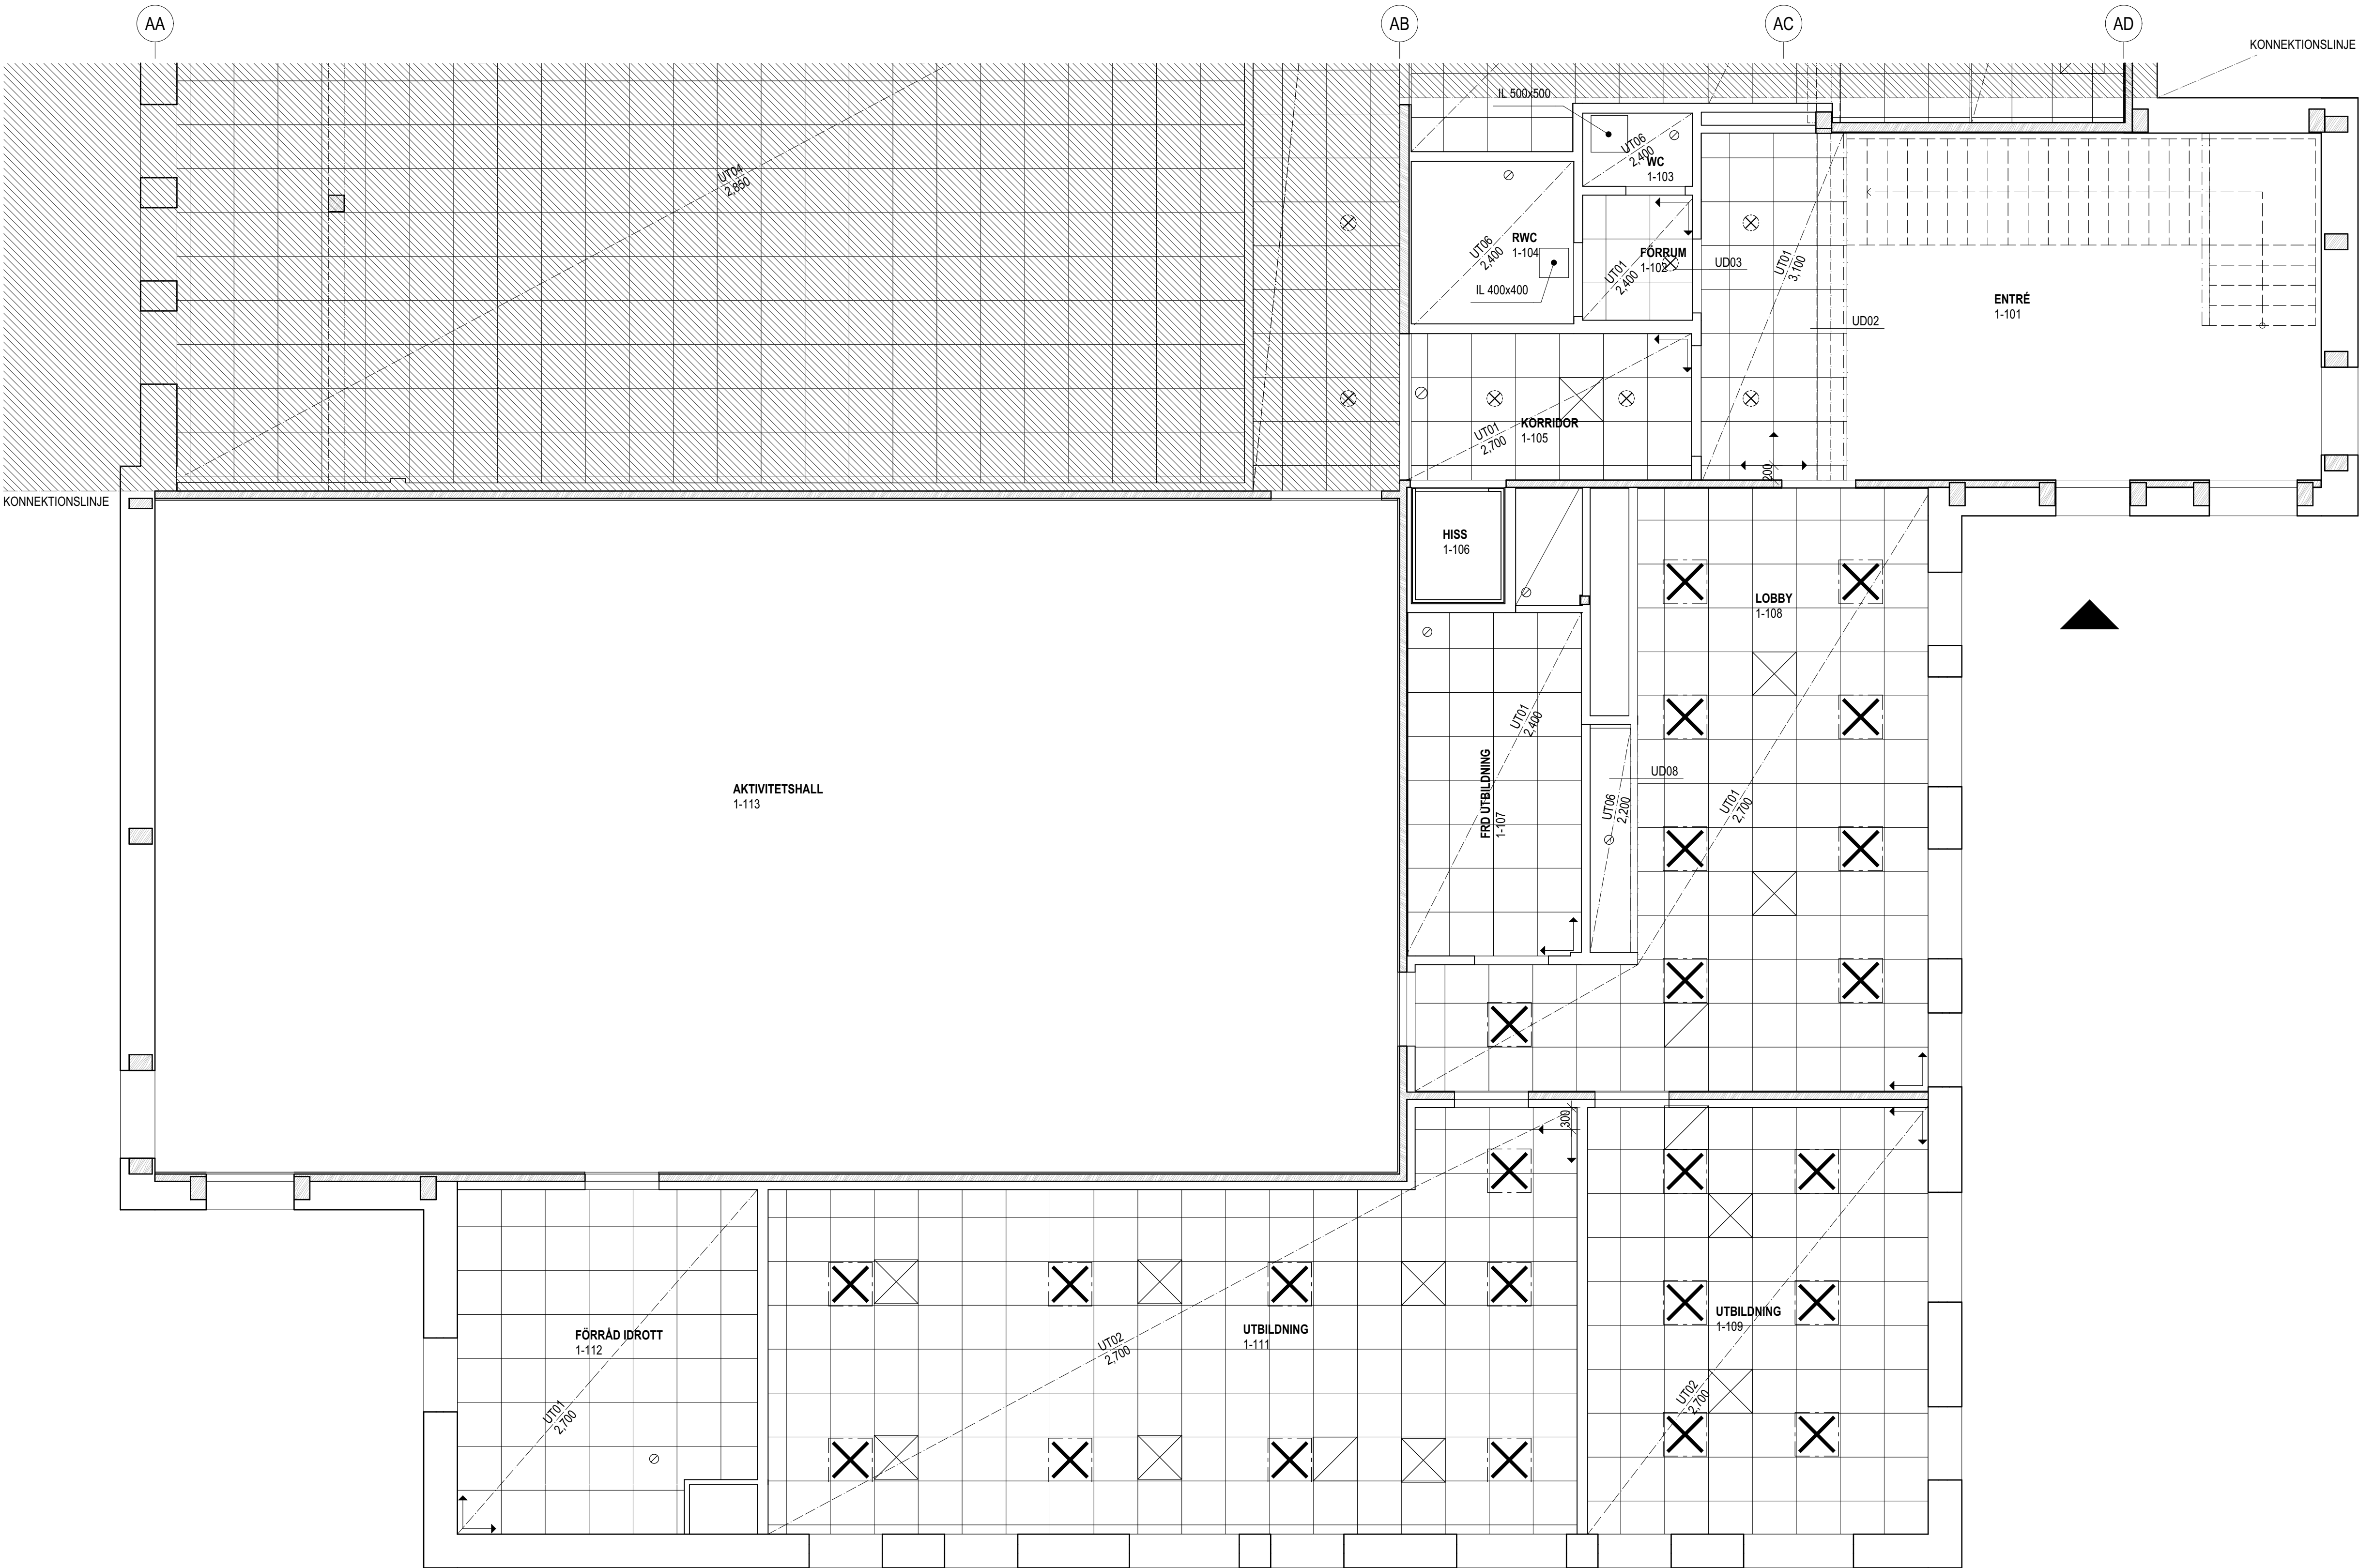 AA
AB
AC
AD
KONNEKTIONSLINJE
IL 500x500
UT06
2,400
WC
1-103
UT04
2,850
RWC
1-104
UT06
2,400
IL 400x400
FÖRRUM
1-102
UT01
2,400
UD03
UT01
3,100
UD02
ENTRÉ
1-101
KORRIDOR
1-105
UT01
2,700
200
KONNEKTIONSLINJE
HISS
1-106
LOBBY
1-108
UT01
2,400
FRD UTBILDNING
1-107
UD08
UT06
2,200
UT01
2,700
AKTIVITETSHALL
1-113
300
FÖRRÅD IDROTT
1-112
UT01
2,700
UTBILDNING
1-111
UT02
2,700
UTBILDNING
1-109
UT02
2,700